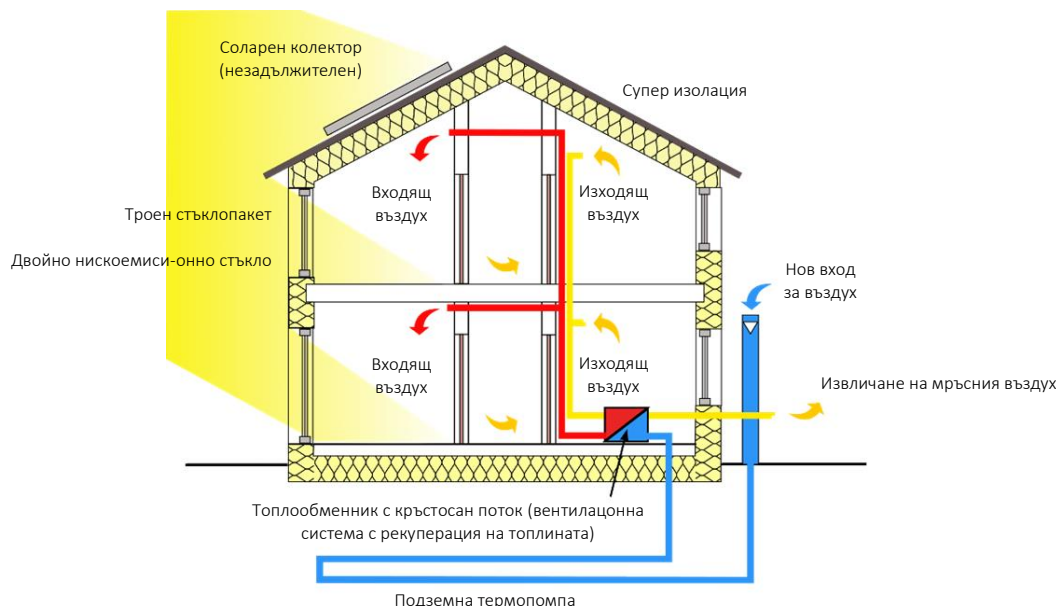 Соларен колектор
(незадължителен)
Супер изолация
Входящ
въздух
Изходящ
въздух
Троен стъклопакет
Двойно нискоемиси-онно стъкло
Нов вход
за въздух
Входящ
въздух
Изходящ
въздух
Извличане на мръсния въздух
Топлообменник с кръстосан поток (вентилацонна
система с рекуперация на топлината)
Подземна термопомпа